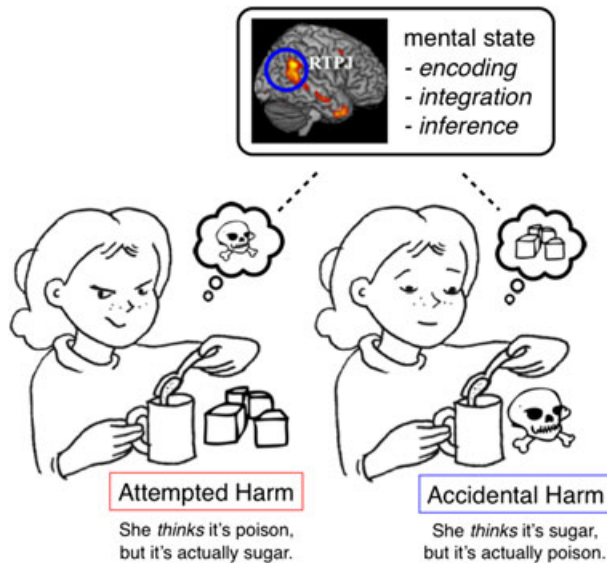 RTPJ
mental state
- encoding
- integration
- inference
Attempted Harm
Accidental Harm
She thinks it's poison,
but it's actually sugar.
She thinks it's sugar,
but it's actually poison.